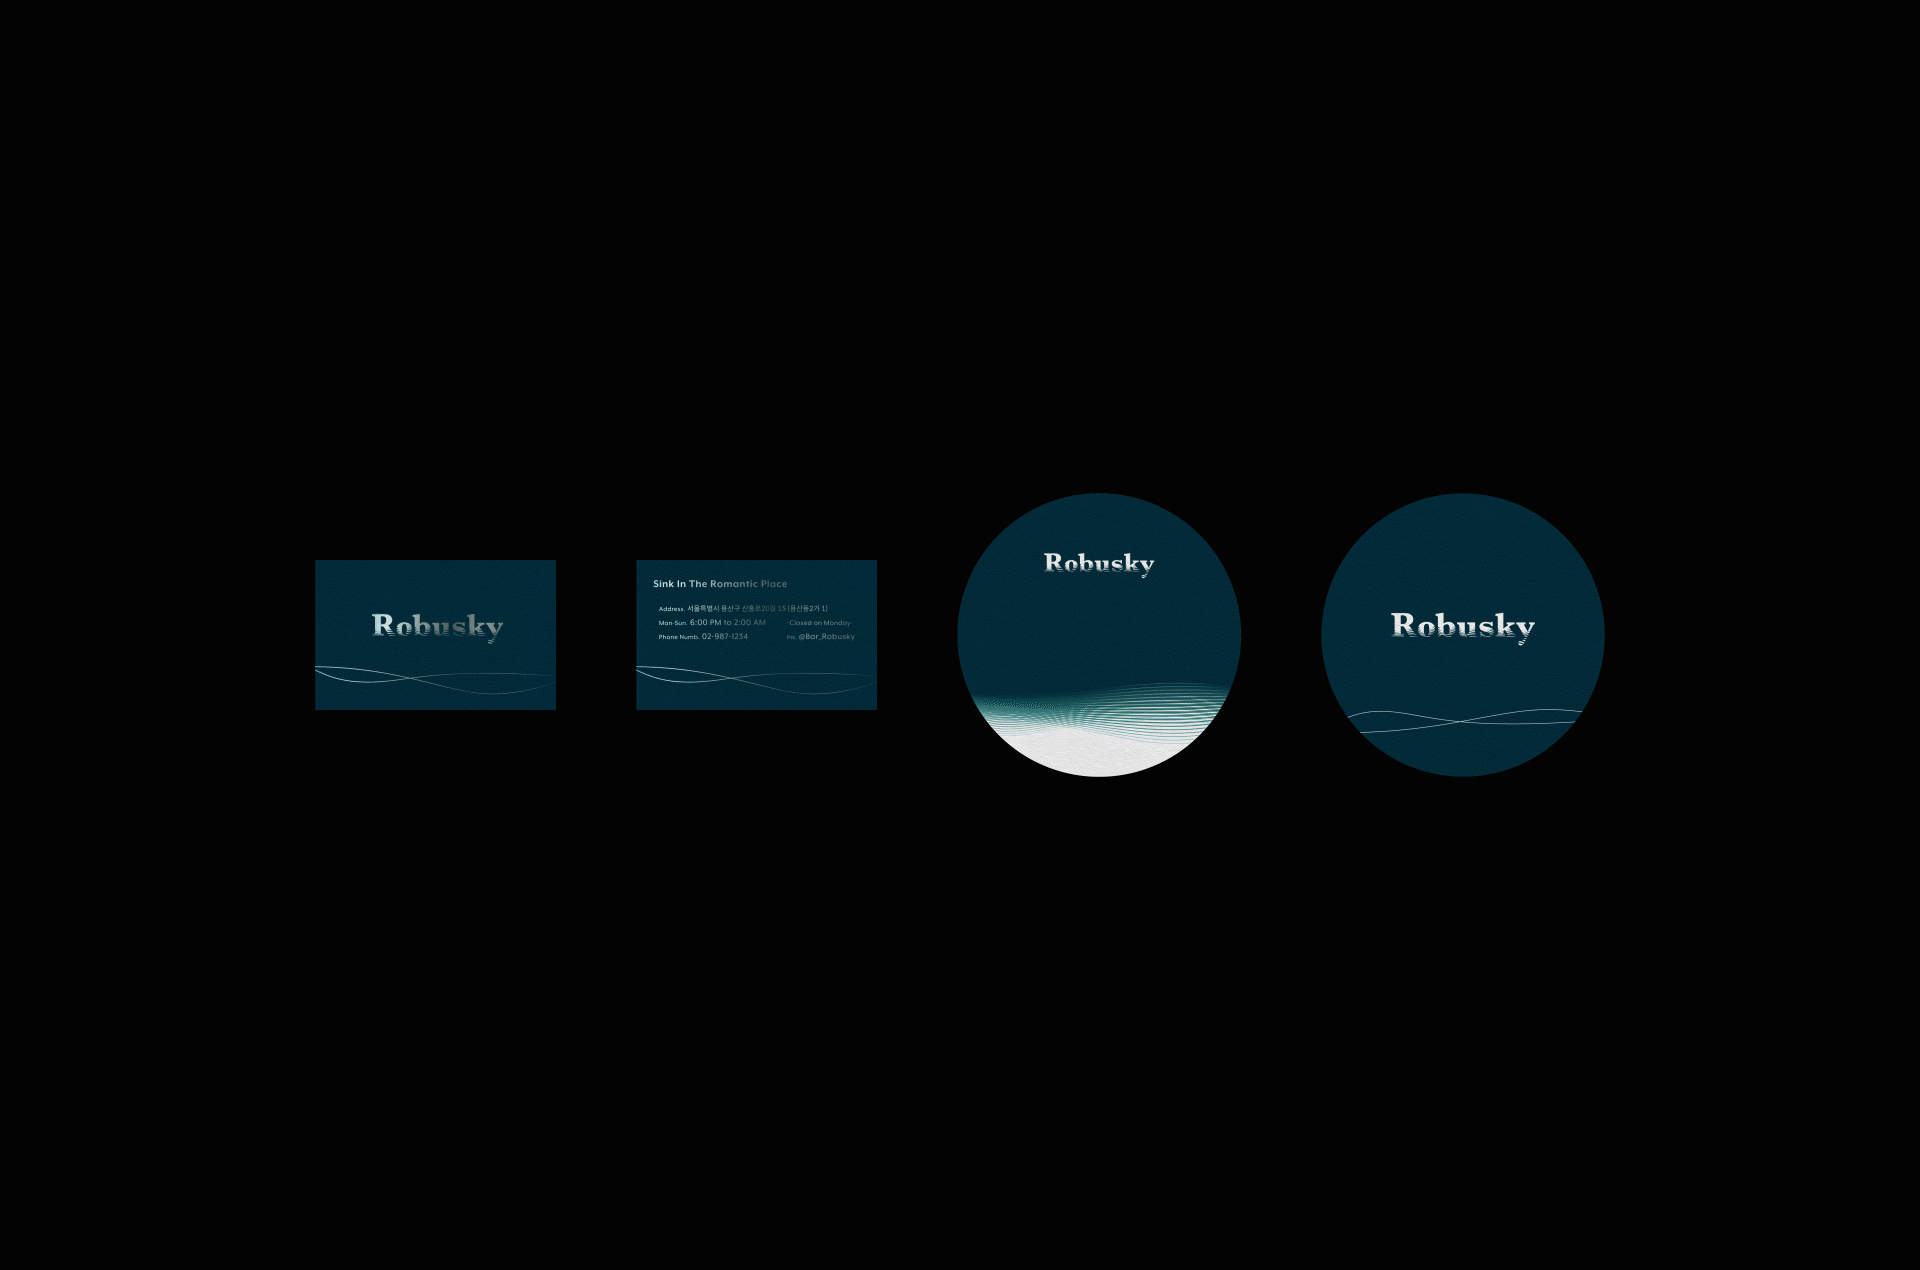 Robusky
Sink In The Romantic Place
Address. 서울특별시 용산구 신흥로20길 15 (용산동2가 1)
Mon-Sun. 6:00 PM to 2:00 AM -Closed on Monday-
Phone Numb. 02-987-1234 Ins. @Bar_Robusky
Robusky
Robusky